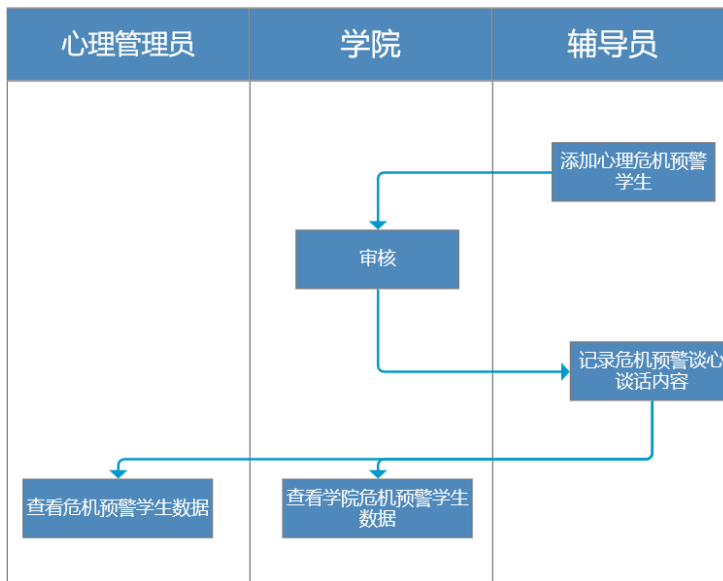 心理管理员
学院
辅导员
添加心理危机预警
学生
审核
记录危机预警谈心
谈话内容
查看危机预警学生数据
查看学院危机预警学生
数据